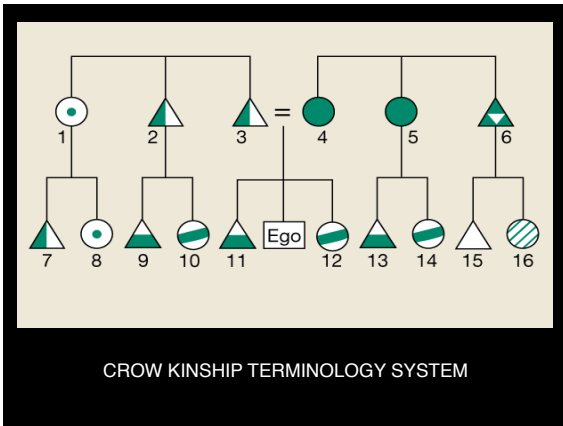 =
1 2 3 4 5 6
Ego
7 8 9 10 11 12 13 14 15 16
CROW KINSHIP TERMINOLOGY SYSTEM